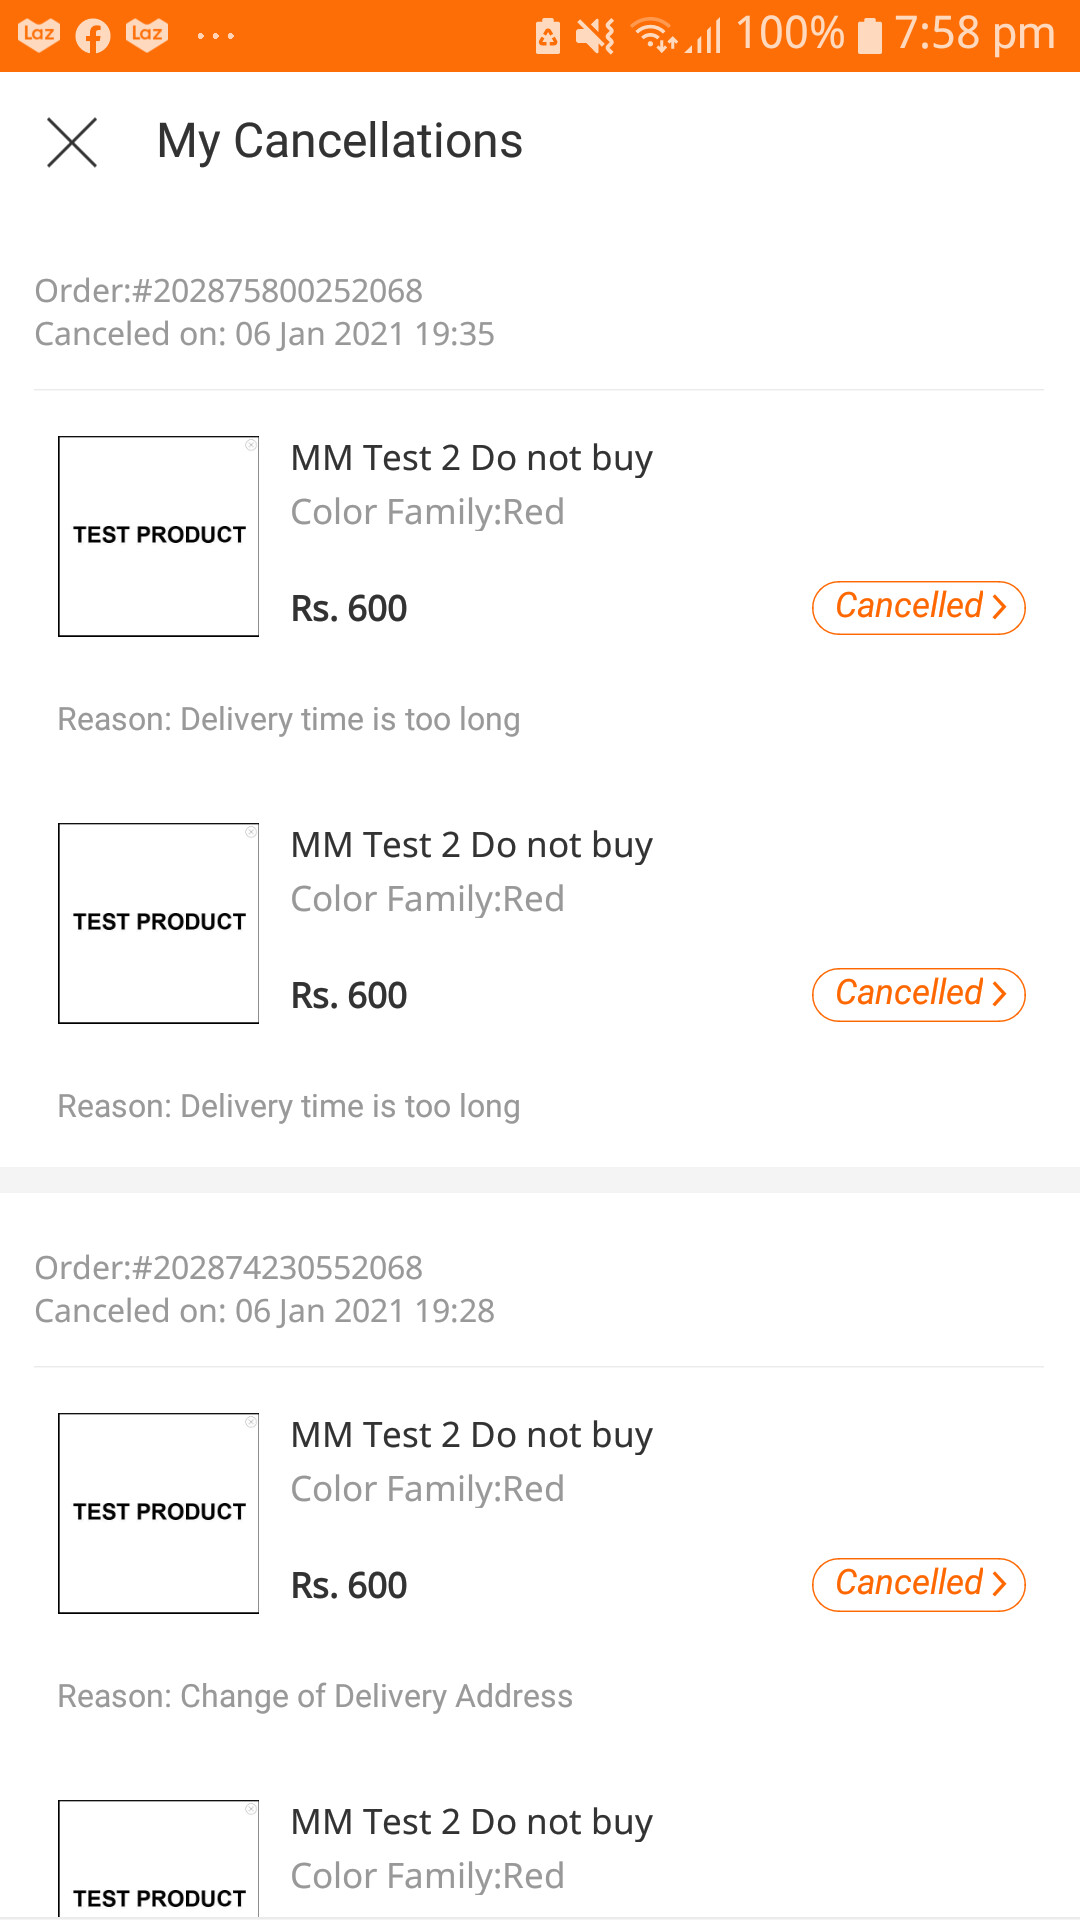 Laz Laz 100% 7:58 pm
My Cancellations
Order:#202875800252068
Canceled on: 06 Jan 2021 19:35
MM Test 2 Do not buy
Color Family:Red
TEST PRODUCT
Rs. 600
Cancelled
Reason: Delivery time is too long
MM Test 2 Do not buy
Color Family:Red
TEST PRODUCT
Rs. 600
Cancelled
Reason: Delivery time is too long
Order:#202874230552068
Canceled on: 06 Jan 2021 19:28
MM Test 2 Do not buy
Color Family:Red
TEST PRODUCT
Rs. 600
Cancelled
Reason: Change of Delivery Address
MM Test 2 Do not buy
Color Family:Red
TEST PRODUCT